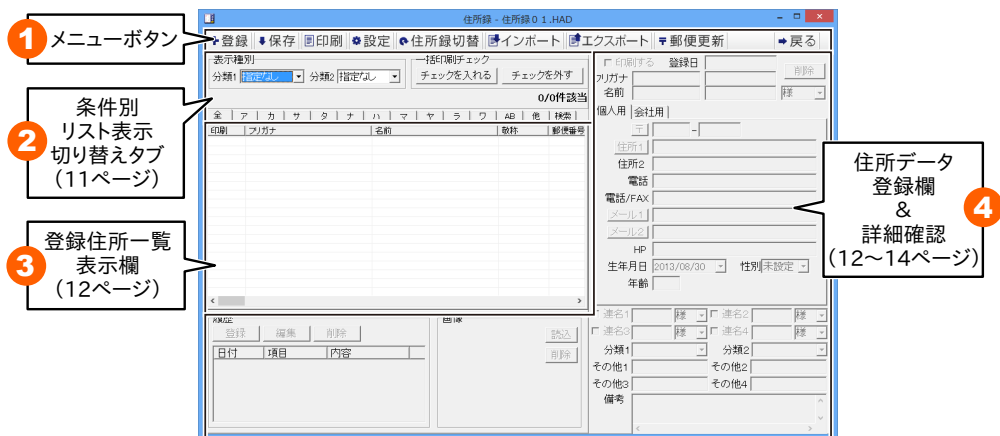 住所録 - 住所録０１.HAD
1 メニューボタン
登録 保存 印刷 設定 住所録切替 インポート エクスポート 〒郵便更新 戻る
表示種別
分類1 指定なし 分類2 指定なし
一括印刷チェック
チェックを入れる チェックを外す
0/0件該当
全 ア カ サ タ ナ ハ マ ヤ ラ ワ AB 他 検索
印刷 フリガナ 名前 敬称 郵便番号
2
条件別
リスト表示
切り替えタブ
（11ページ）
3
登録住所一覧
表示欄
（12ページ）
履歴
登録 編集 削除
日付 項目 内容
画像
読込
削除
印刷する 登録日 削除
フリガナ
名前 様
個人用 会社用
〒 -
住所1
住所2
電話
電話/FAX
メール1
メール2
HP
生年月日 2013/08/30 性別 未設定
年齢
連名1 様 連名2 様
連名3 様 連名4 様
分類1 分類2
その他1 その他2
その他3 その他4
備考
4
住所データ
登録欄
&
詳細確認
（12～14ページ）